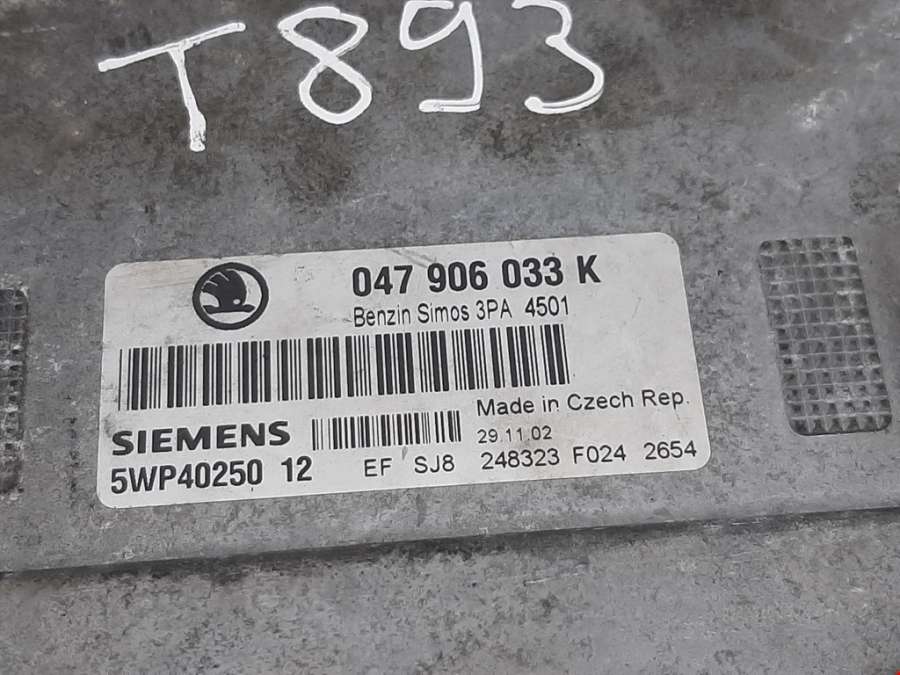 T893
047 906 033 K
Benzin Simos 3PA 4501
Made in Czech Rep.
SIEMENS
29.11.02
5WP40250 12
EF SJ8 248323 F024 2654